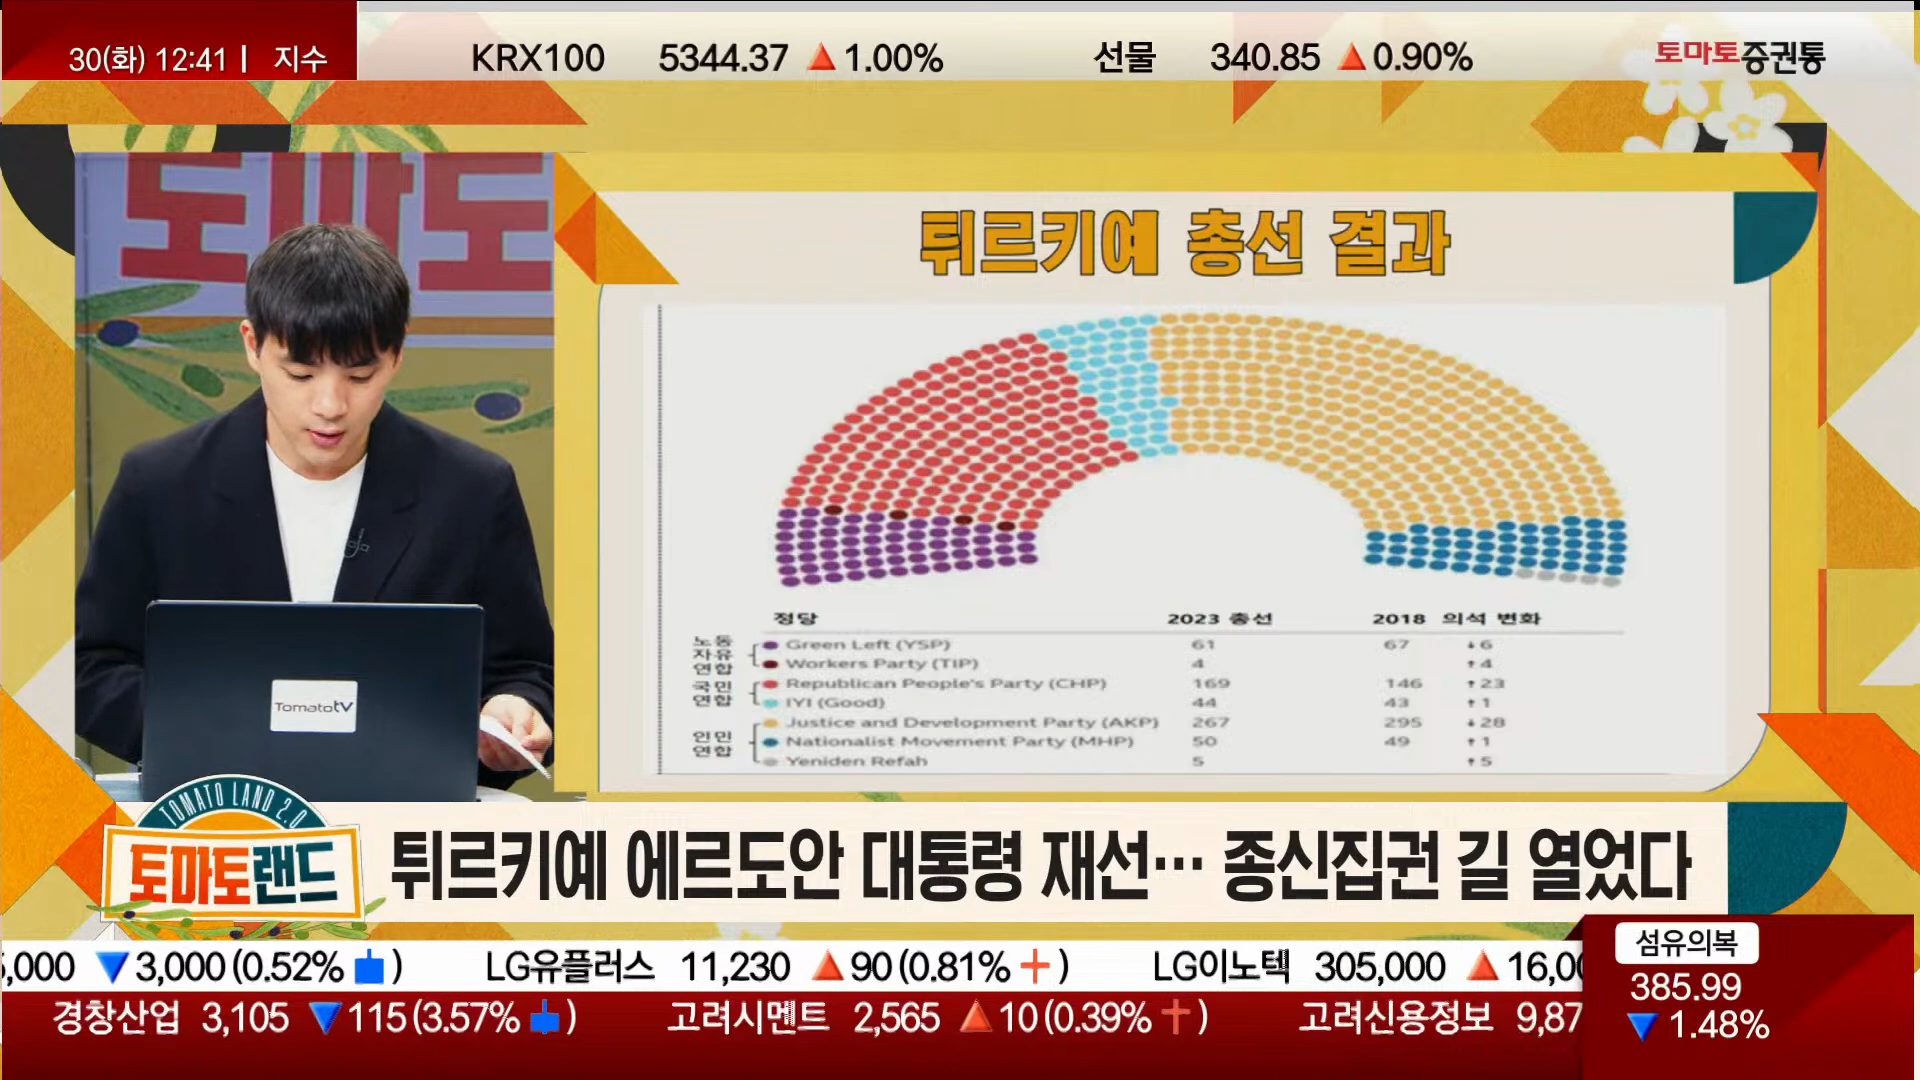 30(화) 12:41 | 지수 KRX100 5344.37 ▲1.00% 선물 340.85 ▲0.90% 토마토증권통
토마토
튀르키예 총선 결과
정당 2023 총선 2018 의석 변화
노동자유연합
Green Left (YSP) 61 67 ↓6
Workers Party (TIP) 4 ↑4
국민연합
Republican People's Party (CHP) 169 146 ↑23
IYI (Good) 44 43 ↑1
인민연합
Justice and Development Party (AKP) 267 295 ↓28
Nationalist Movement Party (MHP) 50 49 ↑1
Yeniden Refah 5 ↑5
Tomatotv
TOMATO LAND 2.0
토마토랜드
튀르키예 에르도안 대통령 재선… 종신집권 길 열었다
,000 ▼3,000(0.52% ) LG유플러스 11,230 ▲90(0.81% ) LG이노텍 305,000 ▲16,00
경창산업 3,105 ▼115(3.57% ) 고려시멘트 2,565 ▲10(0.39% ) 고려신용정보 9,87
섬유의복
385.99
▼1.48%